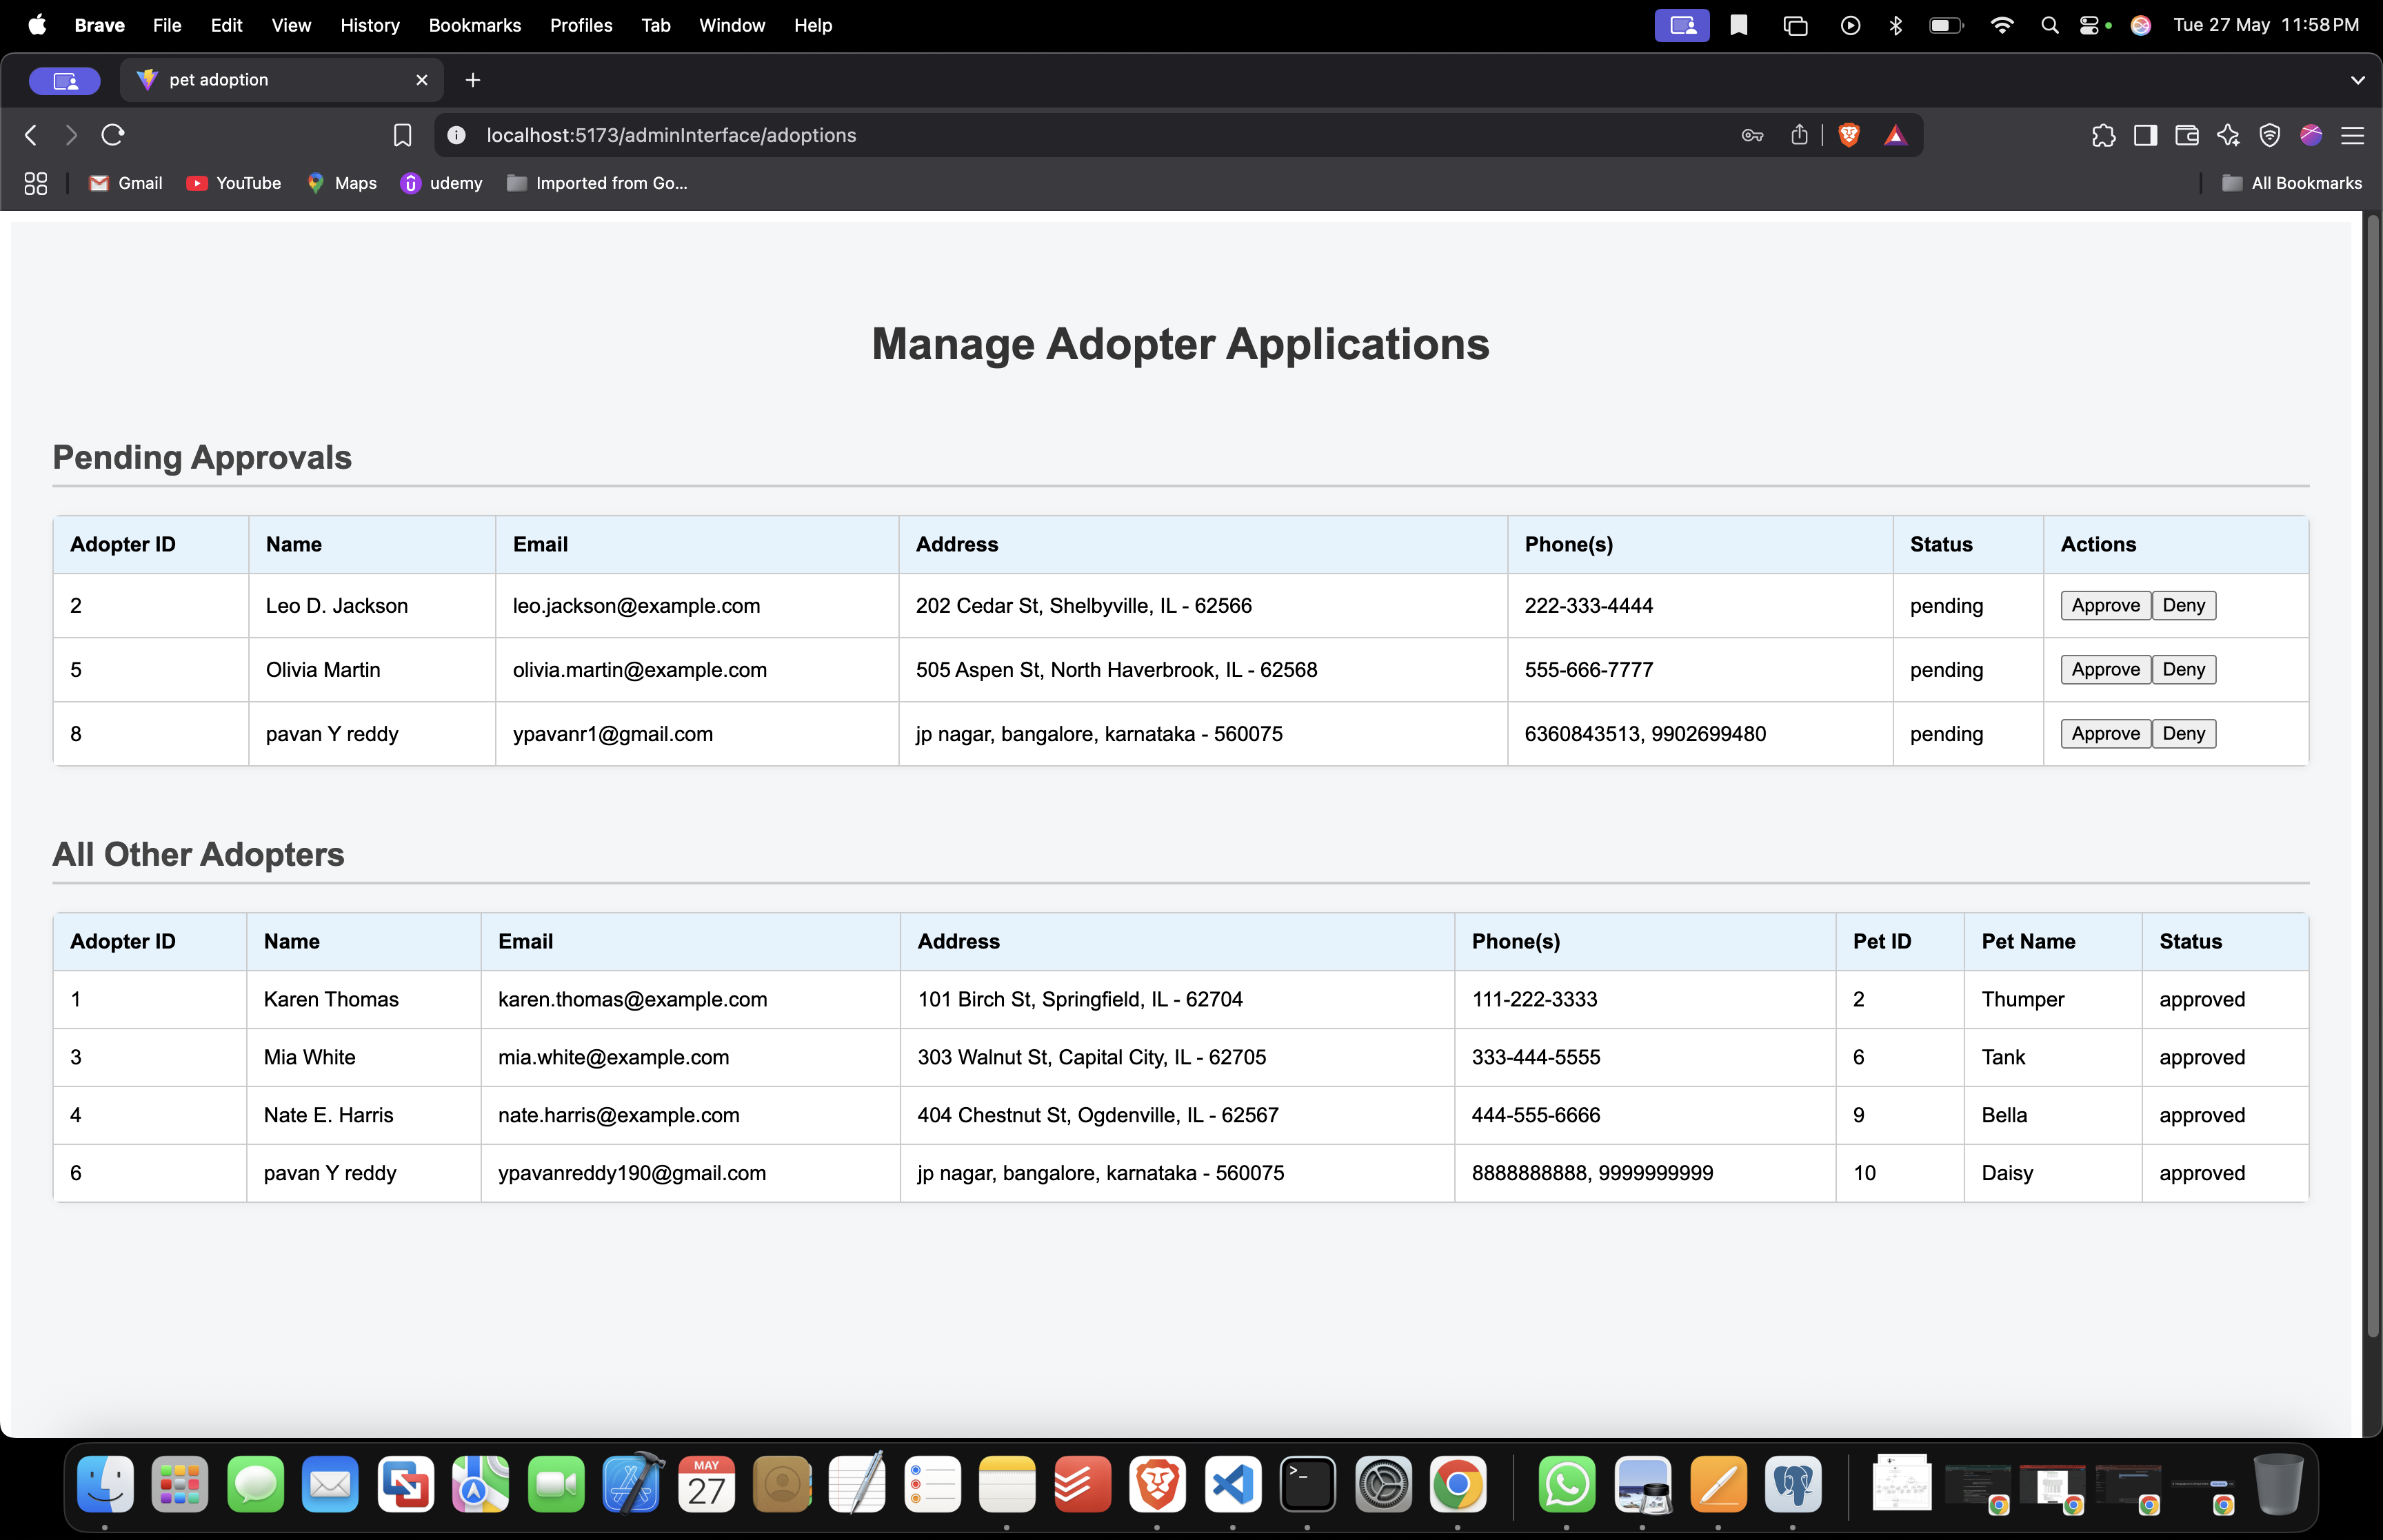 Brave File Edit View History Bookmarks Profiles Tab Window Help Tue 27 May 11:58 PM
pet adoption
localhost:5173/adminInterface/adoptions
Gmail YouTube Maps udemy Imported from Go... All Bookmarks
Manage Adopter Applications
Pending Approvals
Adopter ID Name Email Address Phone(s) Status Actions
2 Leo D. Jackson leo.jackson@example.com 202 Cedar St, Shelbyville, IL - 62566 222-333-4444 pending Approve Deny
5 Olivia Martin olivia.martin@example.com 505 Aspen St, North Haverbrook, IL - 62568 555-666-7777 pending Approve Deny
8 pavan Y reddy ypavanr1@gmail.com jp nagar, bangalore, karnataka - 560075 6360843513, 9902699480 pending Approve Deny
All Other Adopters
Adopter ID Name Email Address Phone(s) Pet ID Pet Name Status
1 Karen Thomas karen.thomas@example.com 101 Birch St, Springfield, IL - 62704 111-222-3333 2 Thumper approved
3 Mia White mia.white@example.com 303 Walnut St, Capital City, IL - 62705 333-444-5555 6 Tank approved
4 Nate E. Harris nate.harris@example.com 404 Chestnut St, Ogdenville, IL - 62567 444-555-6666 9 Bella approved
6 pavan Y reddy ypavanreddy190@gmail.com jp nagar, bangalore, karnataka - 560075 8888888888, 9999999999 10 Daisy approved
MAY
27